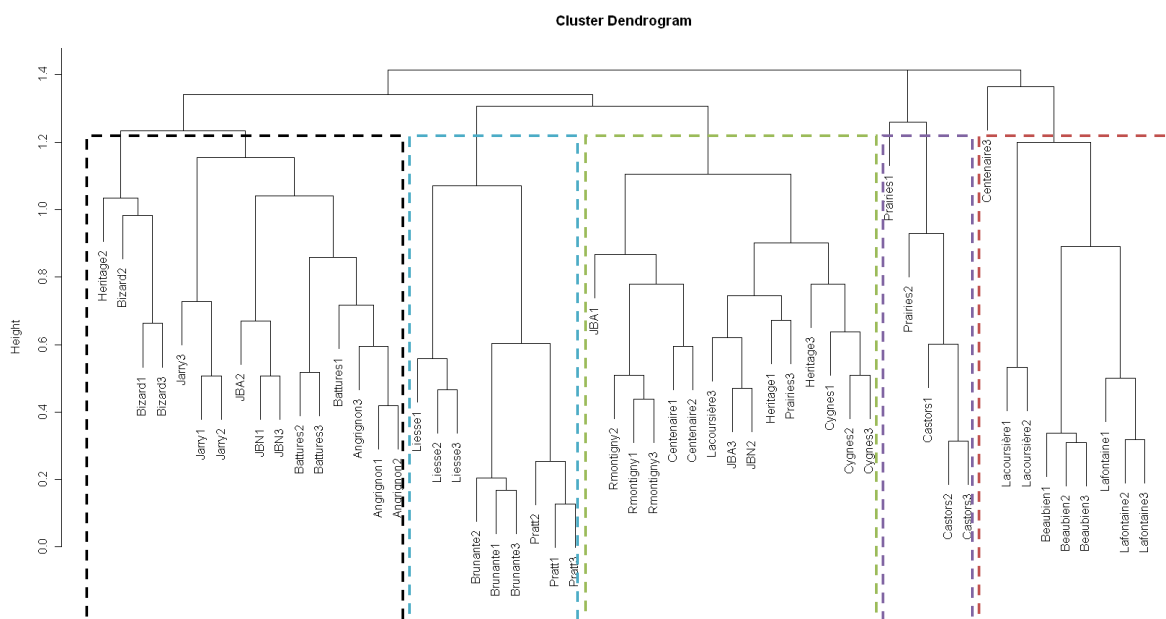 Cluster Dendrogram
Height
1.4
1.2
1.0
0.8
0.6
0.4
0.2
0.0
Heritage2
Bizard2
Bizard1
Bizard3
Jarry3
Jarry1
Jarry2
JBA2
JBN1
JBN3
Battures2
Battures3
Battures1
Angrignon3
Angrignon1
Angrignon2
Liesse1
Liesse2
Liesse3
Brunante2
Brunante1
Brunante3
Pratt2
Pratt1
Pratt3
JBA1
Rmontigny2
Rmontigny1
Rmontigny3
Centenaire1
Centenaire2
Lacoursière3
JBA3
JBN2
Heritage1
Prairies3
Heritage3
Cygnes1
Cygnes2
Cygnes3
Prairies1
Prairies2
Castors1
Castors2
Castors3
Centenaire3
Lacoursière1
Lacoursière2
Beaubien1
Beaubien2
Beaubien3
Lafontaine1
Lafontaine2
Lafontaine3